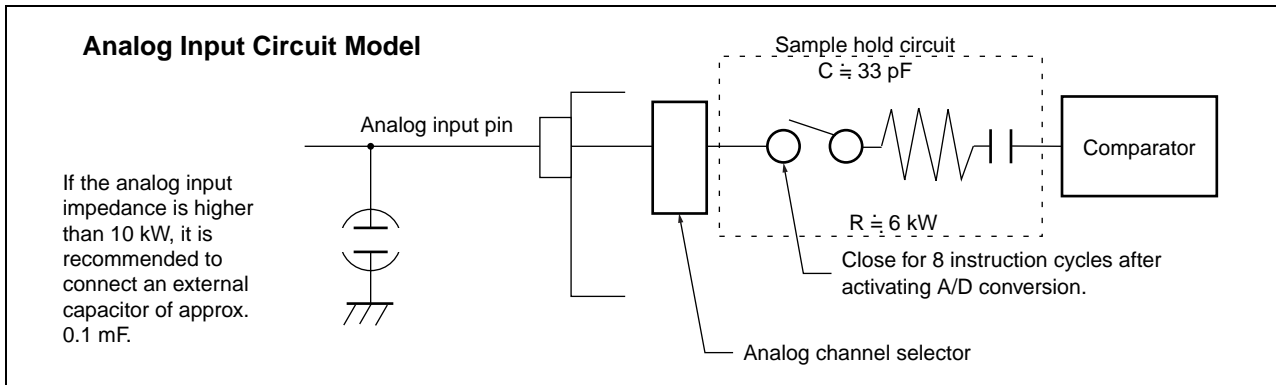 Analog Input Circuit Model
Sample hold circuit
C ≒ 33 pF
Analog input pin
Comparator
If the analog input
impedance is higher
than 10 kW, it is
recommended to
connect an external
capacitor of approx.
0.1 mF.
R ≒ 6 kW
Close for 8 instruction cycles after
activating A/D conversion.
Analog channel selector